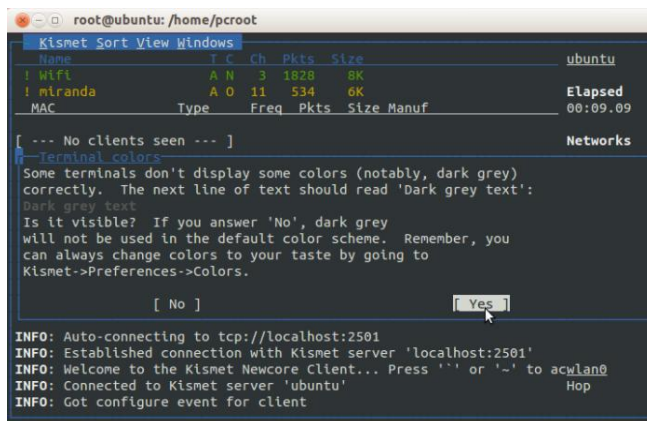 root@ubuntu: /home/pcroot
Kismet Sort View Windows
Name T C Ch Pkts Size
ubuntu
! Wifi A N 3 1828 8K
! miranda A O 11 534 6K
Elapsed
MAC Type Freq Pkts Size Manuf
00:09.09
[ --- No clients seen --- ]
Networks
Terminal colors
Some terminals don't display some colors (notably, dark grey)
correctly. The next line of text should read 'Dark grey text':
Dark grey text
Is it visible? If you answer 'No', dark grey
will not be used in the default color scheme. Remember, you
can always change colors to your taste by going to
Kismet->Preferences->Colors.
[ No ] [ Yes ]
INFO: Auto-connecting to tcp://localhost:2501
INFO: Established connection with Kismet server 'localhost:2501'
INFO: Welcome to the Kismet Newcore Client... Press '`' or '~' to acwlan0
INFO: Connected to Kismet server 'ubuntu' Hop
INFO: Got configure event for client